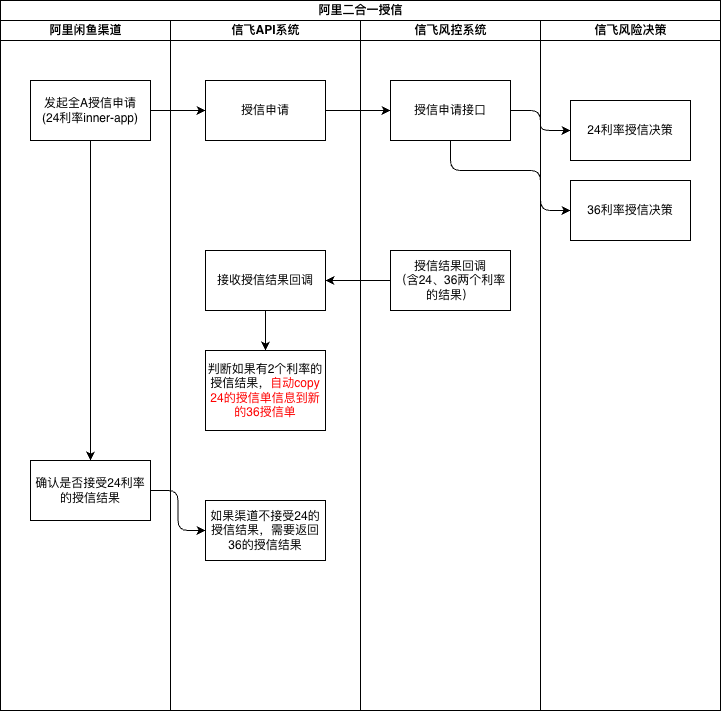 阿里二合一授信
阿里闲鱼渠道
信飞API系统
信飞风控系统
信飞风险决策
发起全A授信申请
(24利率inner-app)
授信申请
授信申请接口
24利率授信决策
36利率授信决策
接收授信结果回调
授信结果回调
（含24、36两个利率
的结果）
判断如果有2个利率的
授信结果，自动copy
24的授信单信息到新
的36授信单
确认是否接受24利率
的授信结果
如果渠道不接受24的
授信结果，需要返回
36的授信结果